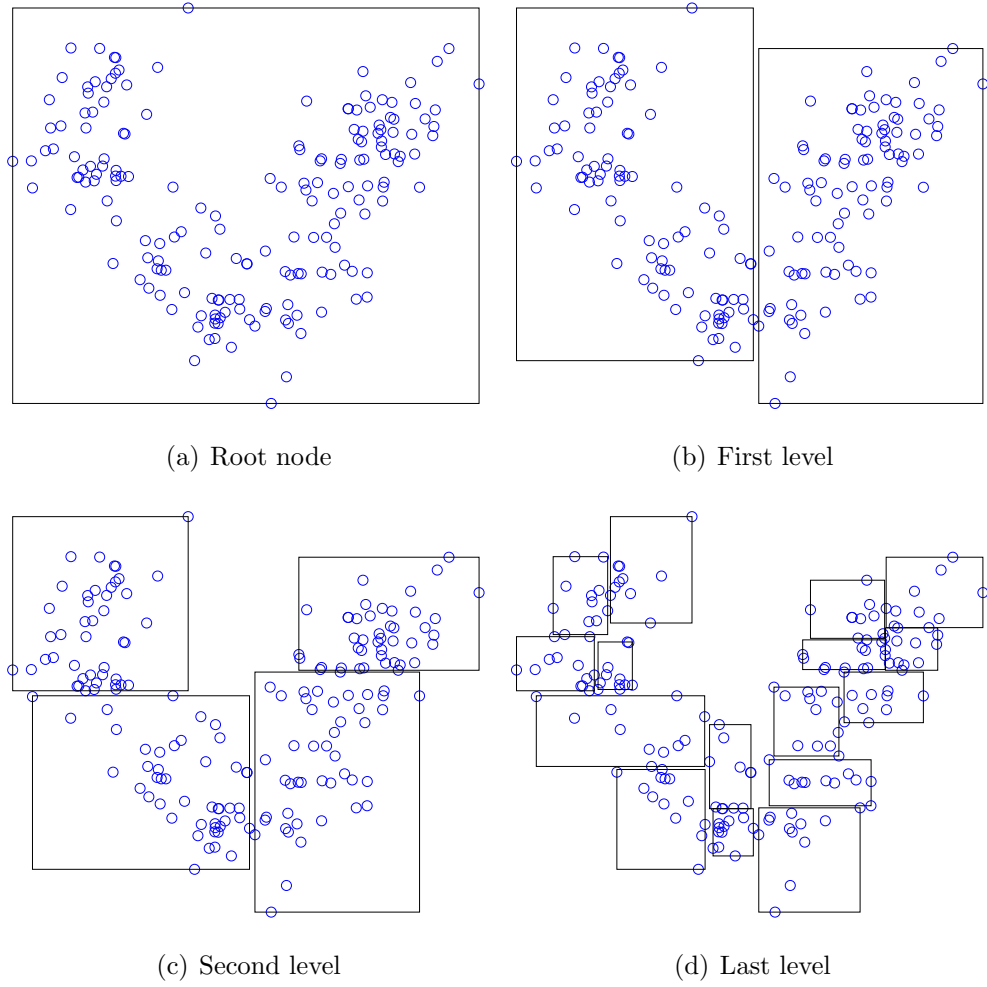 (a) Root node
(b) First level
(c) Second level
(d) Last level